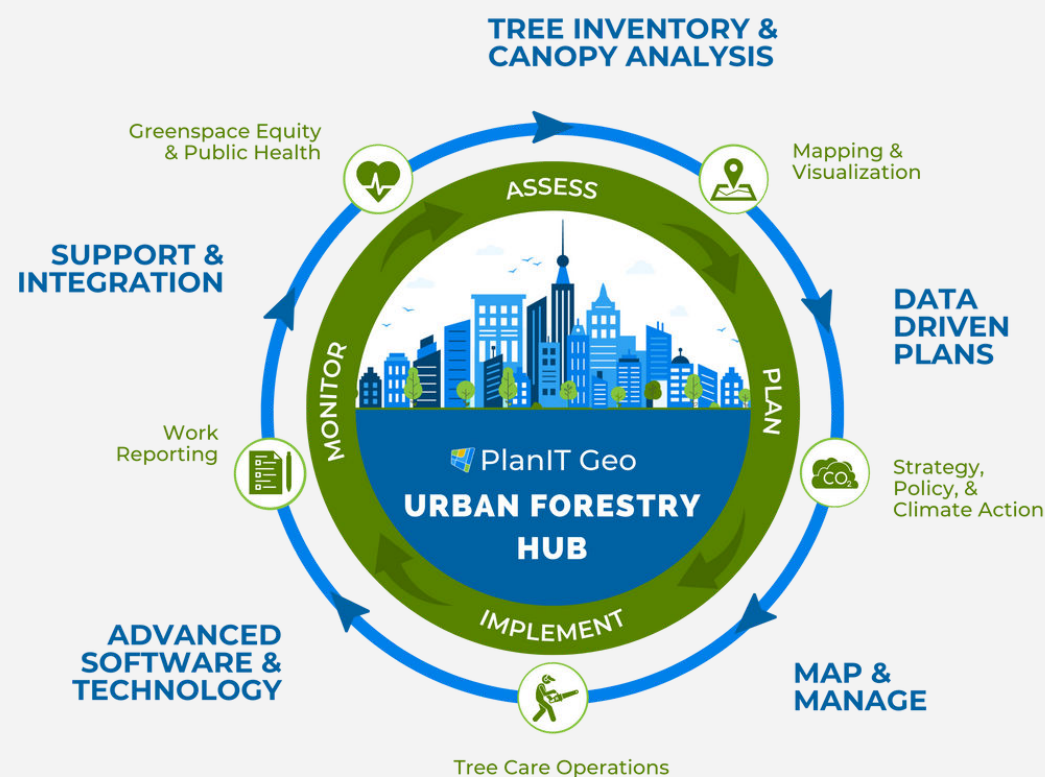 TREE INVENTORY &
CANOPY ANALYSIS
Greenspace Equity
& Public Health
Mapping &
Visualization
ASSESS
SUPPORT &
INTEGRATION
DATA
DRIVEN
PLANS
MONITOR
PLAN
Work
Reporting
PlanIT Geo
URBAN FORESTRY
HUB
CO₂
Strategy,
Policy, &
Climate Action
IMPLEMENT
ADVANCED
SOFTWARE &
TECHNOLOGY
MAP &
MANAGE
Tree Care Operations